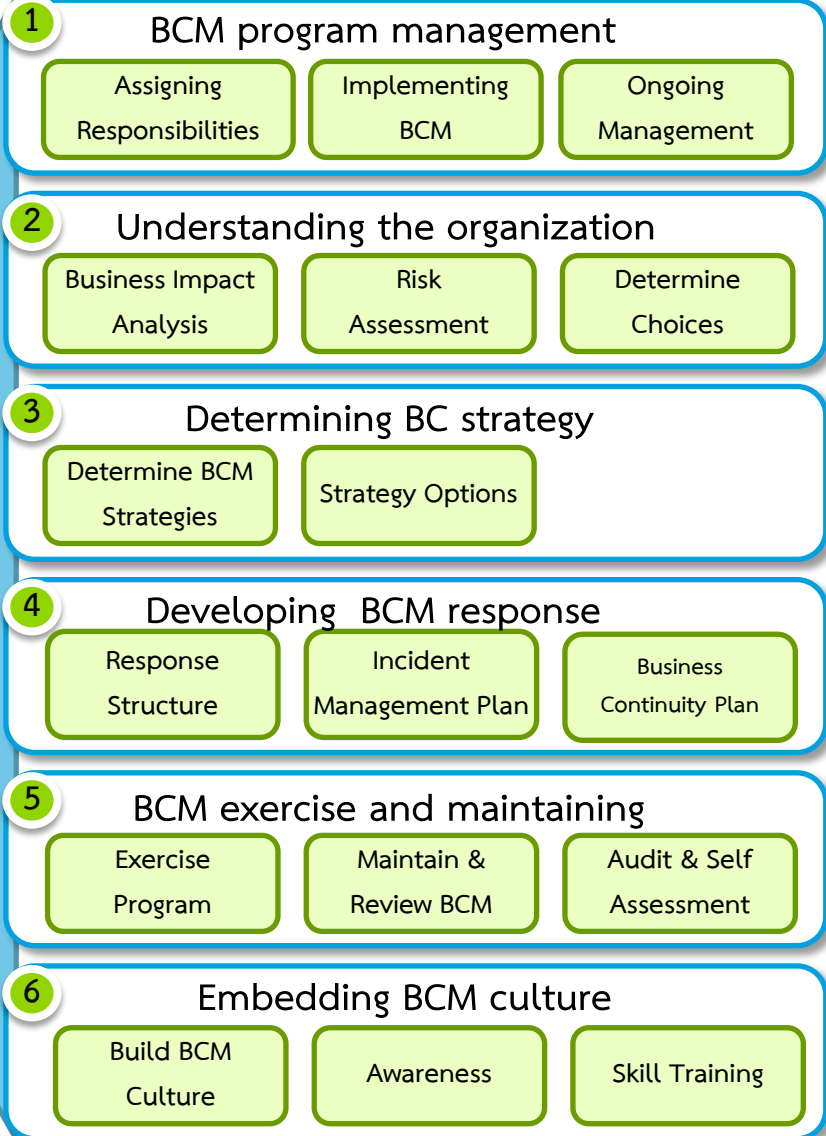 1
BCM program management
Assigning
Responsibilities
Implementing
BCM
Ongoing
Management
2
Understanding the organization
Business Impact
Analysis
Risk
Assessment
Determine
Choices
3
Determining BC strategy
Determine BCM
Strategies
Strategy Options
4
Developing BCM response
Response
Structure
Incident
Management Plan
Business
Continuity Plan
5
BCM exercise and maintaining
Exercise
Program
Maintain &
Review BCM
Audit & Self
Assessment
6
Embedding BCM culture
Build BCM
Culture
Awareness
Skill Training